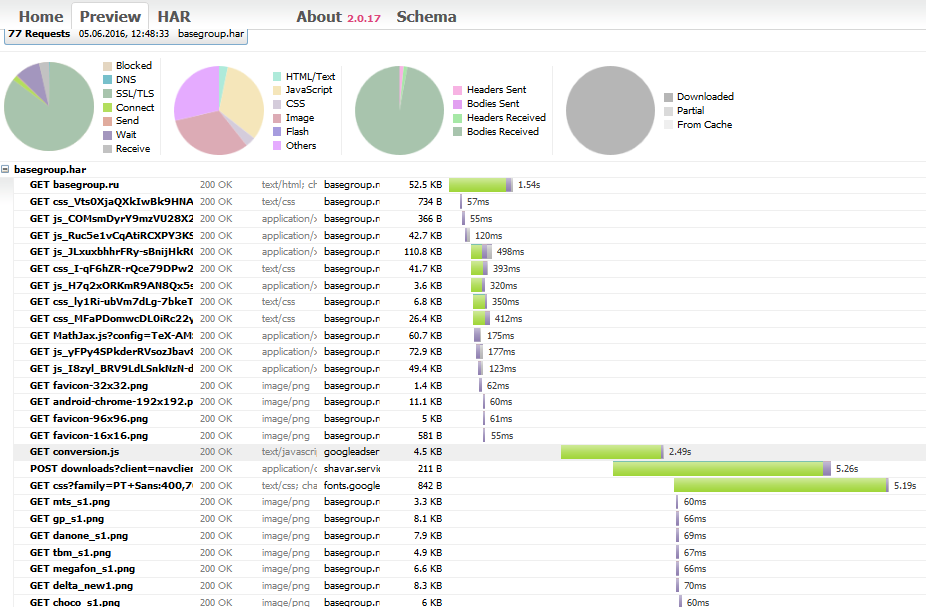 Home Preview HAR About 2.0.17 Schema
77 Requests 05.06.2016, 12:48:33 basegroup.har
Blocked
DNS
SSL/TLS
Connect
Send
Wait
Receive
HTML/Text
JavaScript
CSS
Image
Flash
Others
Headers Sent
Bodies Sent
Headers Received
Bodies Received
Downloaded
Partial
From Cache
basegroup.har
GET basegroup.ru 200 OK text/html; ch basegroup.r 52.5 KB 1.54s
GET css_Vts0XjaQXkIwBk9HNA 200 OK text/css basegroup.r 734 B 57ms
GET js_COMsmDyrY9mzVU28X2 200 OK application/x basegroup.r 366 B 55ms
GET js_Ruc5e1vCqAtiRCXPY3KS 200 OK application/x basegroup.r 42.7 KB 120ms
GET js_JLxuxbhhrFRy-sBnijHkR0 200 OK application/x basegroup.r 110.8 KB 498ms
GET css_I-qF6hZR-rQce79DPw2 200 OK text/css basegroup.r 41.7 KB 393ms
GET js_H7q2xORKmR9AN8Qx5s 200 OK application/x basegroup.r 3.6 KB 320ms
GET css_ly1Ri-ubVm7dLg-7bkeT 200 OK text/css basegroup.r 6.8 KB 350ms
GET css_MFaPDomwcDL0iRc22y 200 OK text/css basegroup.r 26.4 KB 412ms
GET MathJax.js?config=TeX-AMS 200 OK application/x basegroup.r 60.7 KB 175ms
GET js_yFPy4SPkderRVsozJbav8 200 OK application/x basegroup.r 72.9 KB 177ms
GET js_I8zyl_BRV9LdLSnkNzN-d 200 OK application/x basegroup.r 49.4 KB 123ms
GET favicon-32x32.png 200 OK image/png basegroup.r 1.4 KB 62ms
GET android-chrome-192x192.p 200 OK image/png basegroup.r 11.1 KB 60ms
GET favicon-96x96.png 200 OK image/png basegroup.r 5 KB 61ms
GET favicon-16x16.png 200 OK image/png basegroup.r 581 B 55ms
GET conversion.js 200 OK text/javascri googleadser 4.5 KB 2.49s
POST downloads?client=navclien 200 OK application/c shavar.servic 211 B 5.26s
GET css?family=PT+Sans:400,70 200 OK text/css; cha fonts.google 842 B 5.19s
GET mts_s1.png 200 OK image/png basegroup.r 3.3 KB 60ms
GET gp_s1.png 200 OK image/png basegroup.r 8.1 KB 66ms
GET danone_s1.png 200 OK image/png basegroup.r 7.9 KB 69ms
GET tbm_s1.png 200 OK image/png basegroup.r 4.9 KB 67ms
GET megafon_s1.png 200 OK image/png basegroup.r 6.6 KB 66ms
GET delta_new1.png 200 OK image/png basegroup.r 8.3 KB 70ms
GET choco_s1.png 200 OK image/png basegroup.r 6 KB 60ms